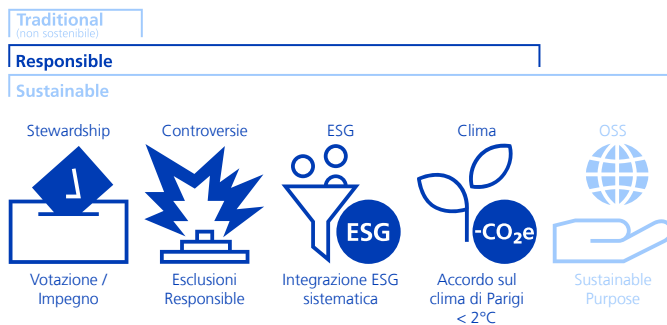 Traditional
(non sostenibile)
Responsible
Sustainable
Stewardship
Controversie
ESG
Clima
OSS
ESG
-CO₂e
Votazione /
Impegno
Esclusioni
Responsible
Integrazione ESG
sistematica
Accordo sul
clima di Parigi
< 2°C
Sustainable
Purpose